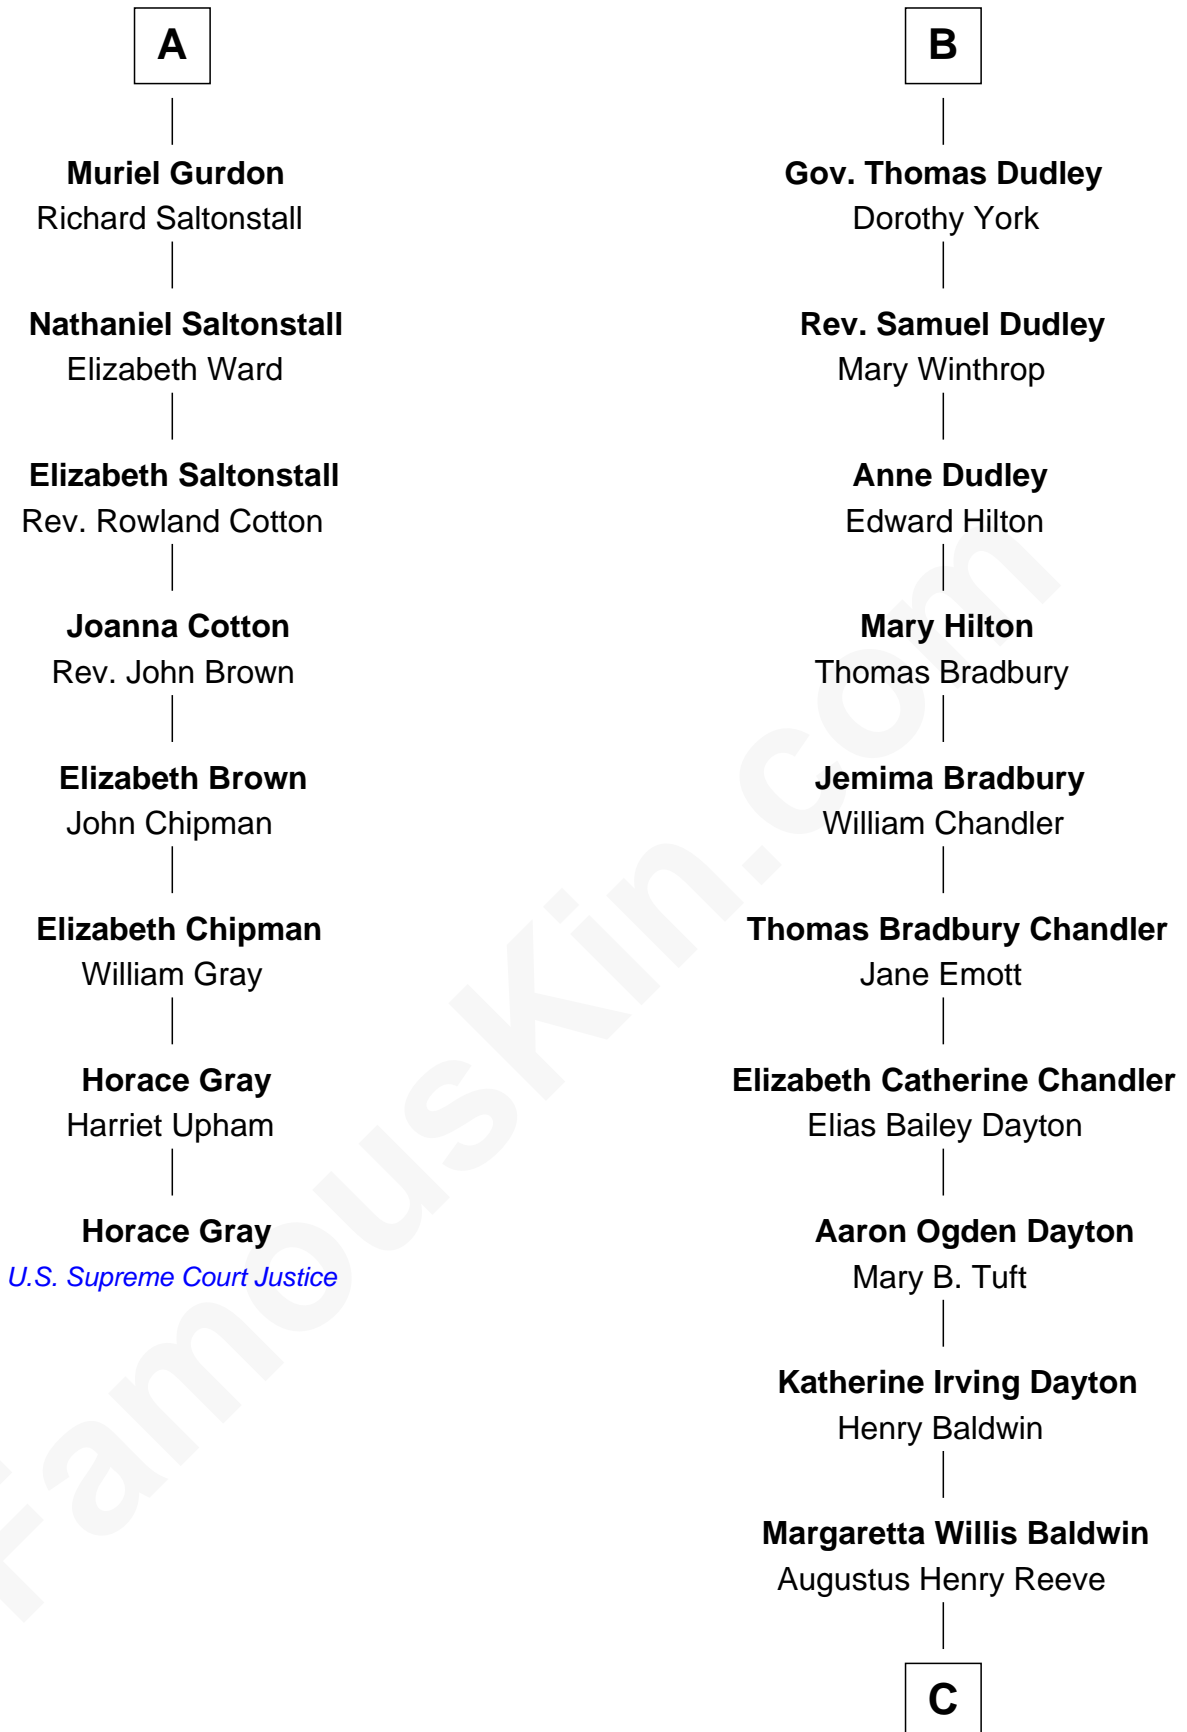 A
Muriel Gurdon
Richard Saltonstall
Nathaniel Saltonstall
Elizabeth Ward
Elizabeth Saltonstall
Rev. Rowland Cotton
Joanna Cotton
Rev. John Brown
Elizabeth Brown
John Chipman
Elizabeth Chipman
William Gray
Horace Gray
Harriet Upham
Horace Gray
U.S. Supreme Court Justice
B
Gov. Thomas Dudley
Dorothy York
Rev. Samuel Dudley
Mary Winthrop
Anne Dudley
Edward Hilton
Mary Hilton
Thomas Bradbury
Jemima Bradbury
William Chandler
Thomas Bradbury Chandler
Jane Emott
Elizabeth Catherine Chandler
Elias Bailey Dayton
Aaron Ogden Dayton
Mary B. Tuft
Katherine Irving Dayton
Henry Baldwin
Margaretta Willis Baldwin
Augustus Henry Reeve
C
FamousKin.com